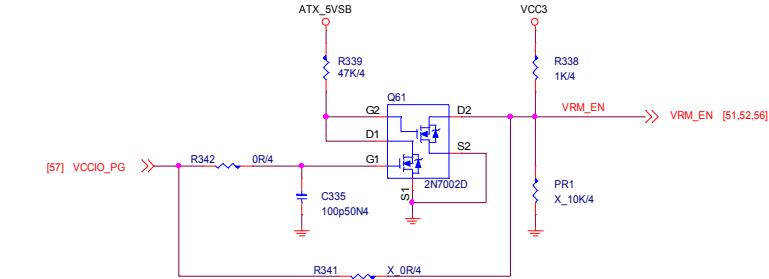 ATX_5VSB
VCC3
R339
47K/4
R338
1K/4
Q61
G2
D2
VRM_EN
VRM_EN [51,52,56]
D1
S2
[57] VCCIO_PG
R342
0R/4
G1
2N7002D
S1
C335
100p50N4
PR1
X_10K/4
R341
X_0R/4